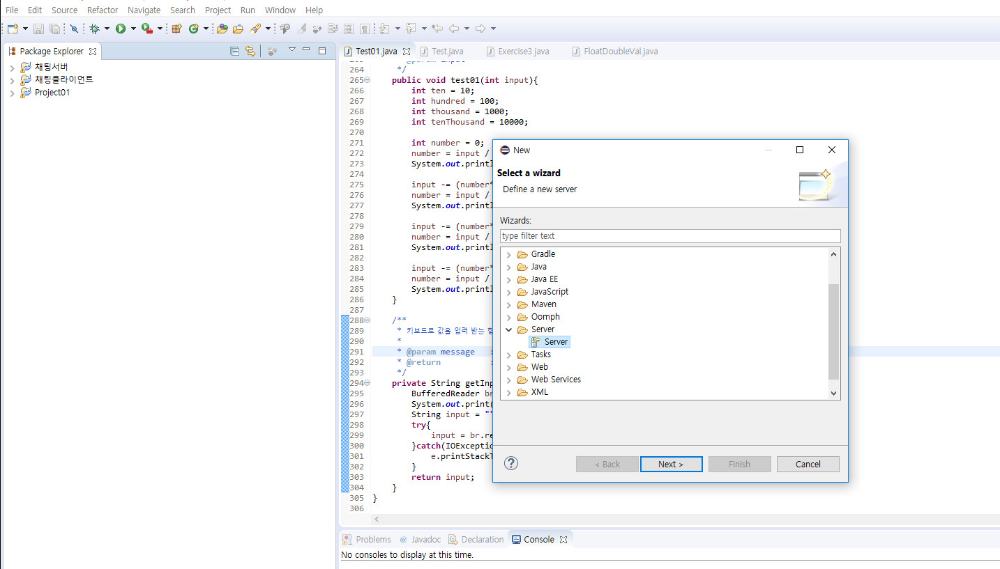 File Edit Source Refactor Navigate Search Project Run Window Help
Package Explorer
채팅서버
채팅클라이언트
Project01
Test01.java Test.java Exercise3.java FloatDoubleVal.java
264 */
265 public void test01(int input){
266 int ten = 10;
267 int hundred = 100;
268 int thousand = 1000;
269 int tenThousand = 10000;
270
271 int number = 0;
272 number = input /
273 System.out.printl
274
275 input -= (number*
276 number = input /
277 System.out.printl
278
279 input -= (number*
280 number = input /
281 System.out.printl
282
283 input -= (number*
284 number = input /
285 System.out.printl
286 }
287
288 /**
289 * 키보드로 값을 입력 받는
290 *
291 * @param message :
292 * @return :
293 */
294 private String getInp
295 BufferedReader br
296 System.out.print(
297 String input = "'
298 try{
299 input = br.re
300 }catch(IOExceptio
301 e.printStackT
302 }
303 return input;
304 }
305 }
306
New
Select a wizard
Define a new server
Wizards:
type filter text
Gradle
Java
Java EE
JavaScript
Maven
Oomph
Server
Server
Tasks
Web
Web Services
XML
< Back Next > Finish Cancel
Problems @ Javadoc Declaration Console
No consoles to display at this time.